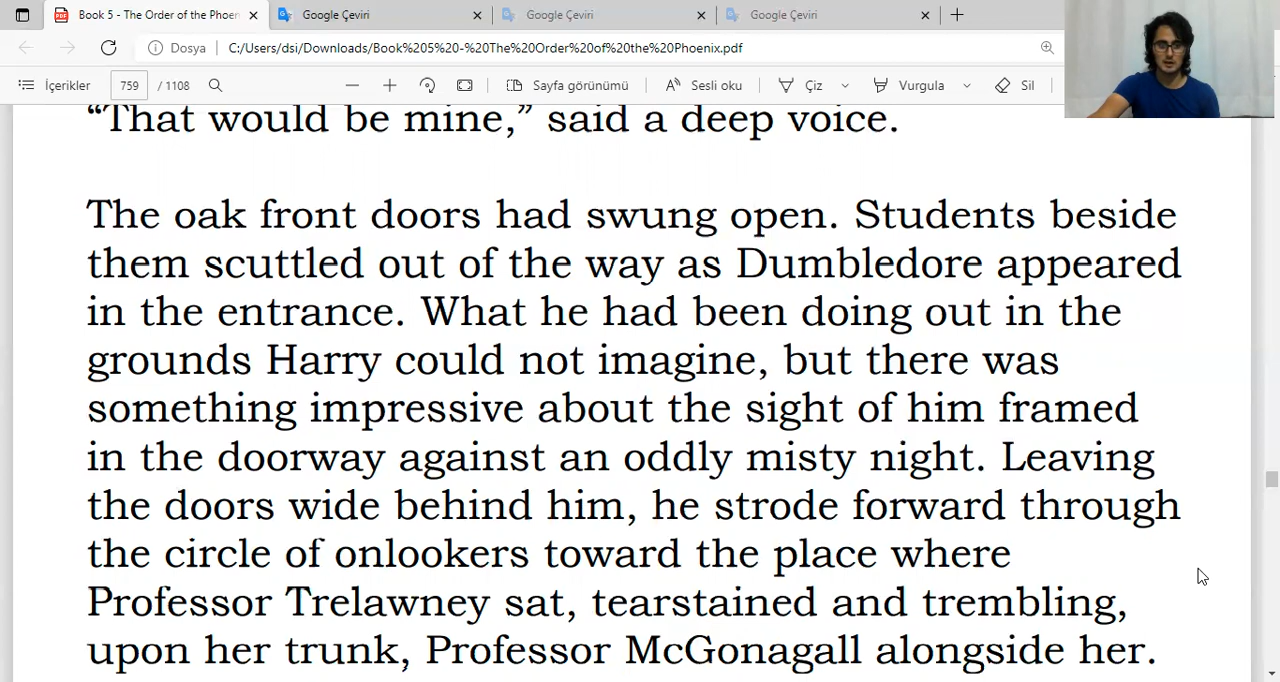 Book 5 - The Order of the Phoen
Google Çeviri
Google Çeviri
Google Çeviri
Dosya
C:/Users/dsi/Downloads/Book%205%20-%20The%20Order%20of%20the%20Phoenix.pdf
İçerikler
759 / 1108
Sayfa görünümü
Sesli oku
Çiz
Vurgula
Sil
“That would be mine,” said a deep voice.
The oak front doors had swung open. Students beside
them scuttled out of the way as Dumbledore appeared
in the entrance. What he had been doing out in the
grounds Harry could not imagine, but there was
something impressive about the sight of him framed
in the doorway against an oddly misty night. Leaving
the doors wide behind him, he strode forward through
the circle of onlookers toward the place where
Professor Trelawney sat, tearstained and trembling,
upon her trunk, Professor McGonagall alongside her.